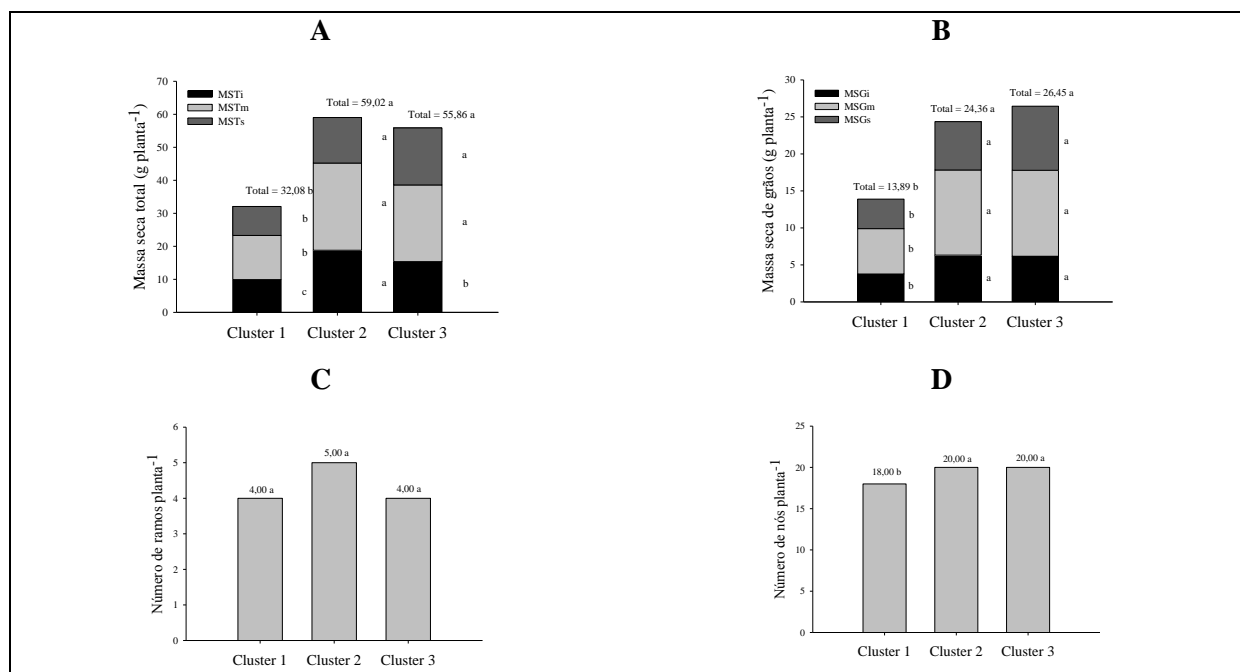 A
Massa seca total (g planta-1)
70
60
50
40
30
20
10
0
MSTi
MSTm
MSTs
Total = 32,08 b
Total = 59,02 a
Total = 55,86 a
b
b
c
a
a
a
a
a
b
Cluster 1 Cluster 2 Cluster 3
B
Massa seca de grãos (g planta-1)
30
25
20
15
10
5
0
MSGi
MSGm
MSGs
Total = 13,89 b
Total = 24,36 a
Total = 26,45 a
b
b
b
a
a
a
a
a
a
Cluster 1 Cluster 2 Cluster 3
C
Número de ramos planta-1
6
5
4
3
2
1
0
4,00 a
5,00 a
4,00 a
Cluster 1 Cluster 2 Cluster 3
D
Número de nós planta-1
25
20
15
10
5
0
18,00 b
20,00 a
20,00 a
Cluster 1 Cluster 2 Cluster 3